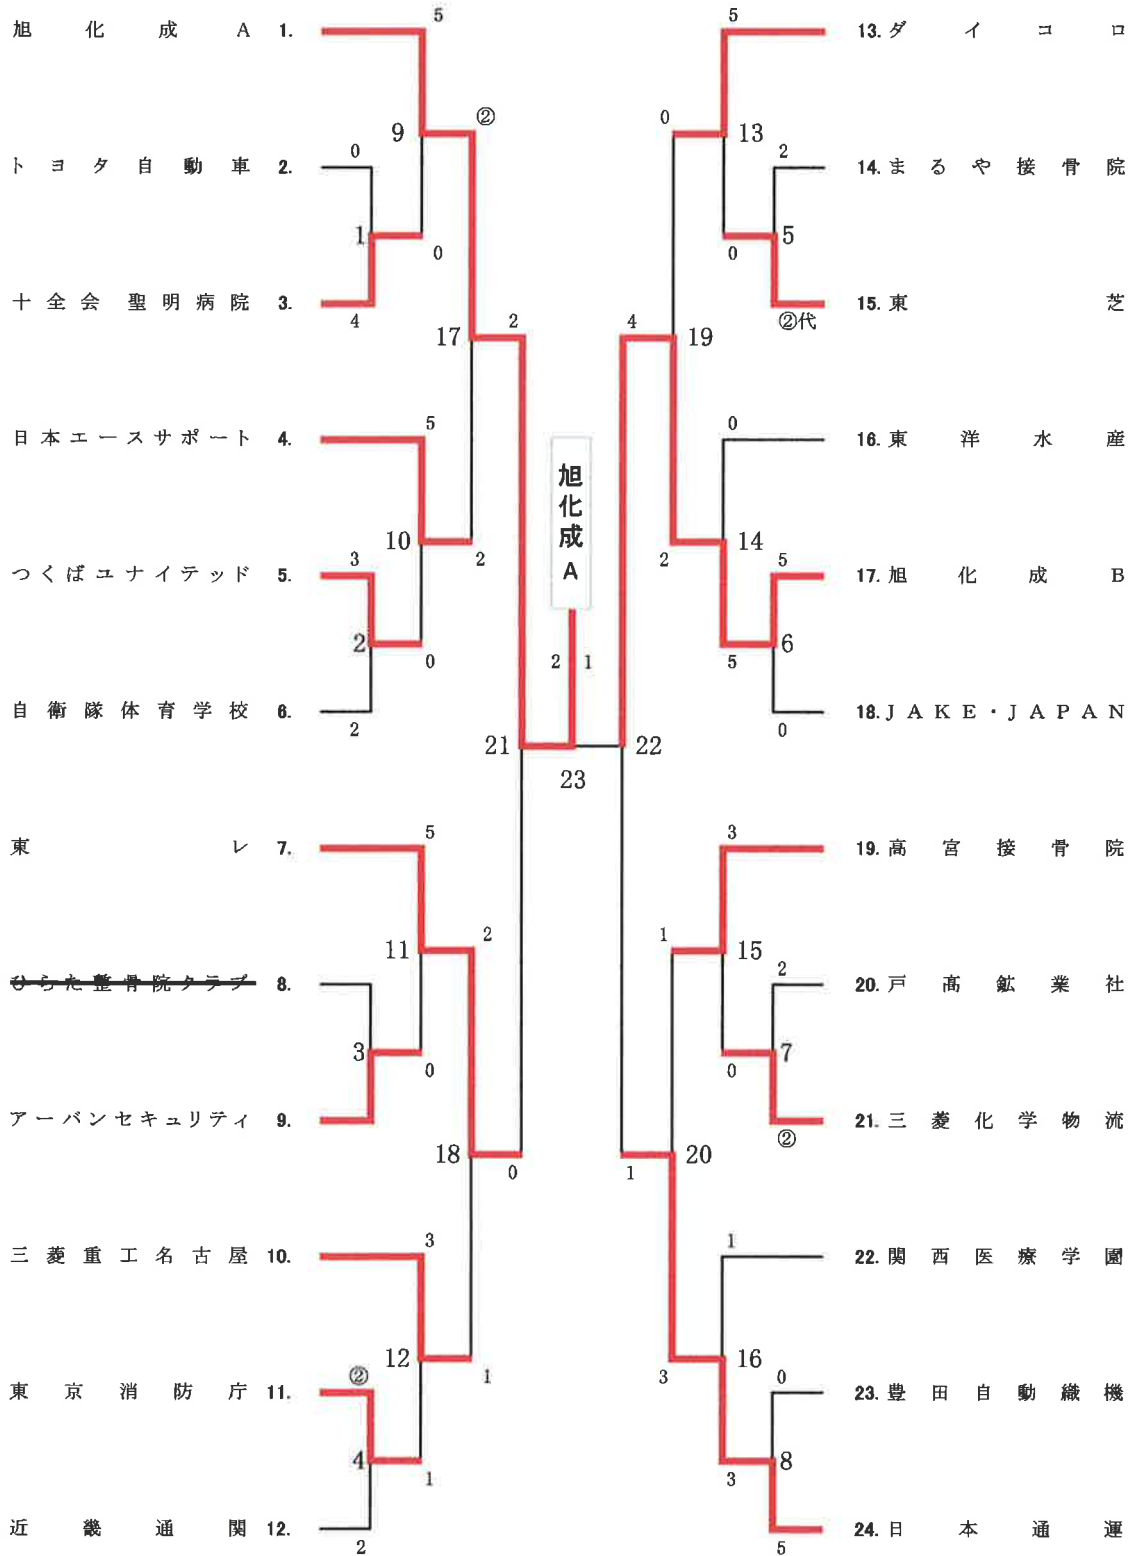 旭化成A 1.
5
9
②
トヨタ自動車 2.
0
1
0
十全会 聖明病院 3.
4
17
2
日本エースサポート 4.
5
10
2
つくばユナイテッド 5.
3
2
0
自衛隊体育学校 6.
2
21
東レ 7.
5
11
2
ひらた整骨院クラブ 8.
3
0
アーバンセキュリティ 9.
18
0
三菱重工名古屋 10.
3
12
1
東京消防庁 11.
②
4
1
近畿通関 12.
2
旭化成A
2 1
23
5
13. ダイコロ
0
13
2
14. まるや接骨院
5
0
15. 東芝
②代
4
19
0
16. 東洋水産
14
2
5
17. 旭化成B
6
5
18. JAKE・JAPAN
0
22
3
19.高宮接骨院
1
15
2
20. 戸高鉱業社
7
0
21. 三菱化学物流
②
20
1
1
22. 関西医療学園
16
3
0
23. 豊田自動織機
8
3
24. 日本通運
5